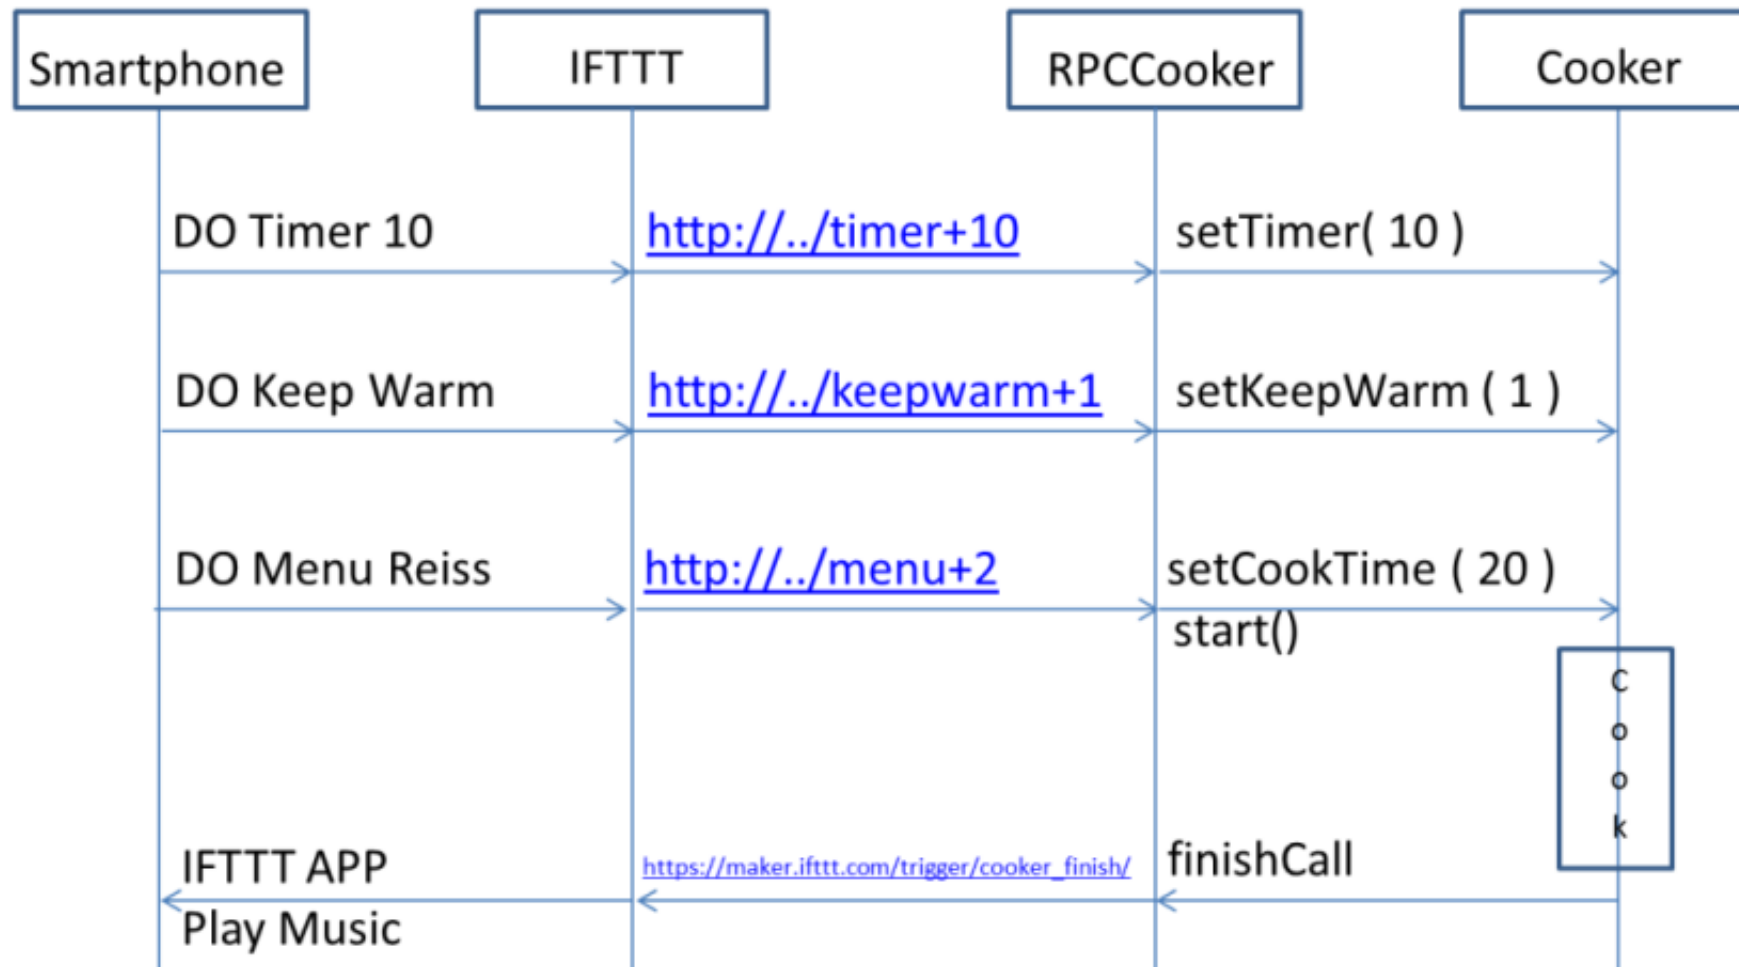 Smartphone
IFTTT
RPCCooker
Cooker
DO Timer 10
http://../timer+10
setTimer( 10 )
DO Keep Warm
http://../keepwarm+1
setKeepWarm ( 1 )
DO Menu Reiss
http://../menu+2
setCookTime ( 20 )
start()
C
o
o
k
IFTTT APP
https://maker.ifttt.com/trigger/cooker_finish/
finishCall
Play Music